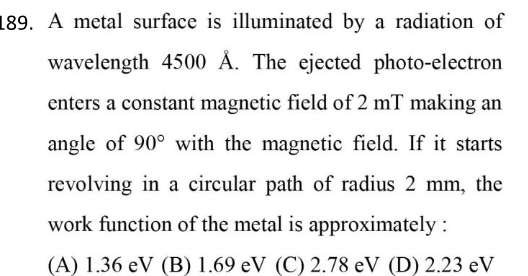 189. A metal surface is illuminated by a radiation of
wavelength 4500 Å. The ejected photo-electron
enters a constant magnetic field of 2 mT making an
angle of 90° with the magnetic field. If it starts
revolving in a circular path of radius 2 mm, the
work function of the metal is approximately :
(A) 1.36 eV (B) 1.69 eV (C) 2.78 eV (D) 2.23 eV